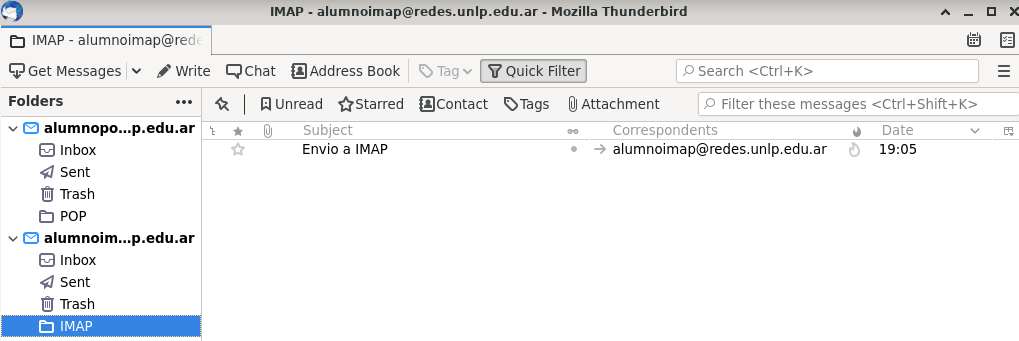 IMAP - alumnoimap@redes.unlp.edu.ar - Mozilla Thunderbird
IMAP - alumnoimap@rede
Get Messages Write Chat Address Book Tag Quick Filter Search <Ctrl+K>
Folders Unread Starred Contact Tags Attachment Filter these messages <Ctrl+Shift+K>
alumnopo...p.edu.ar Subject Correspondents Date
Inbox Envio a IMAP alumnoimap@redes.unlp.edu.ar 19:05
Sent
Trash
POP
alumnoim...p.edu.ar
Inbox
Sent
Trash
IMAP